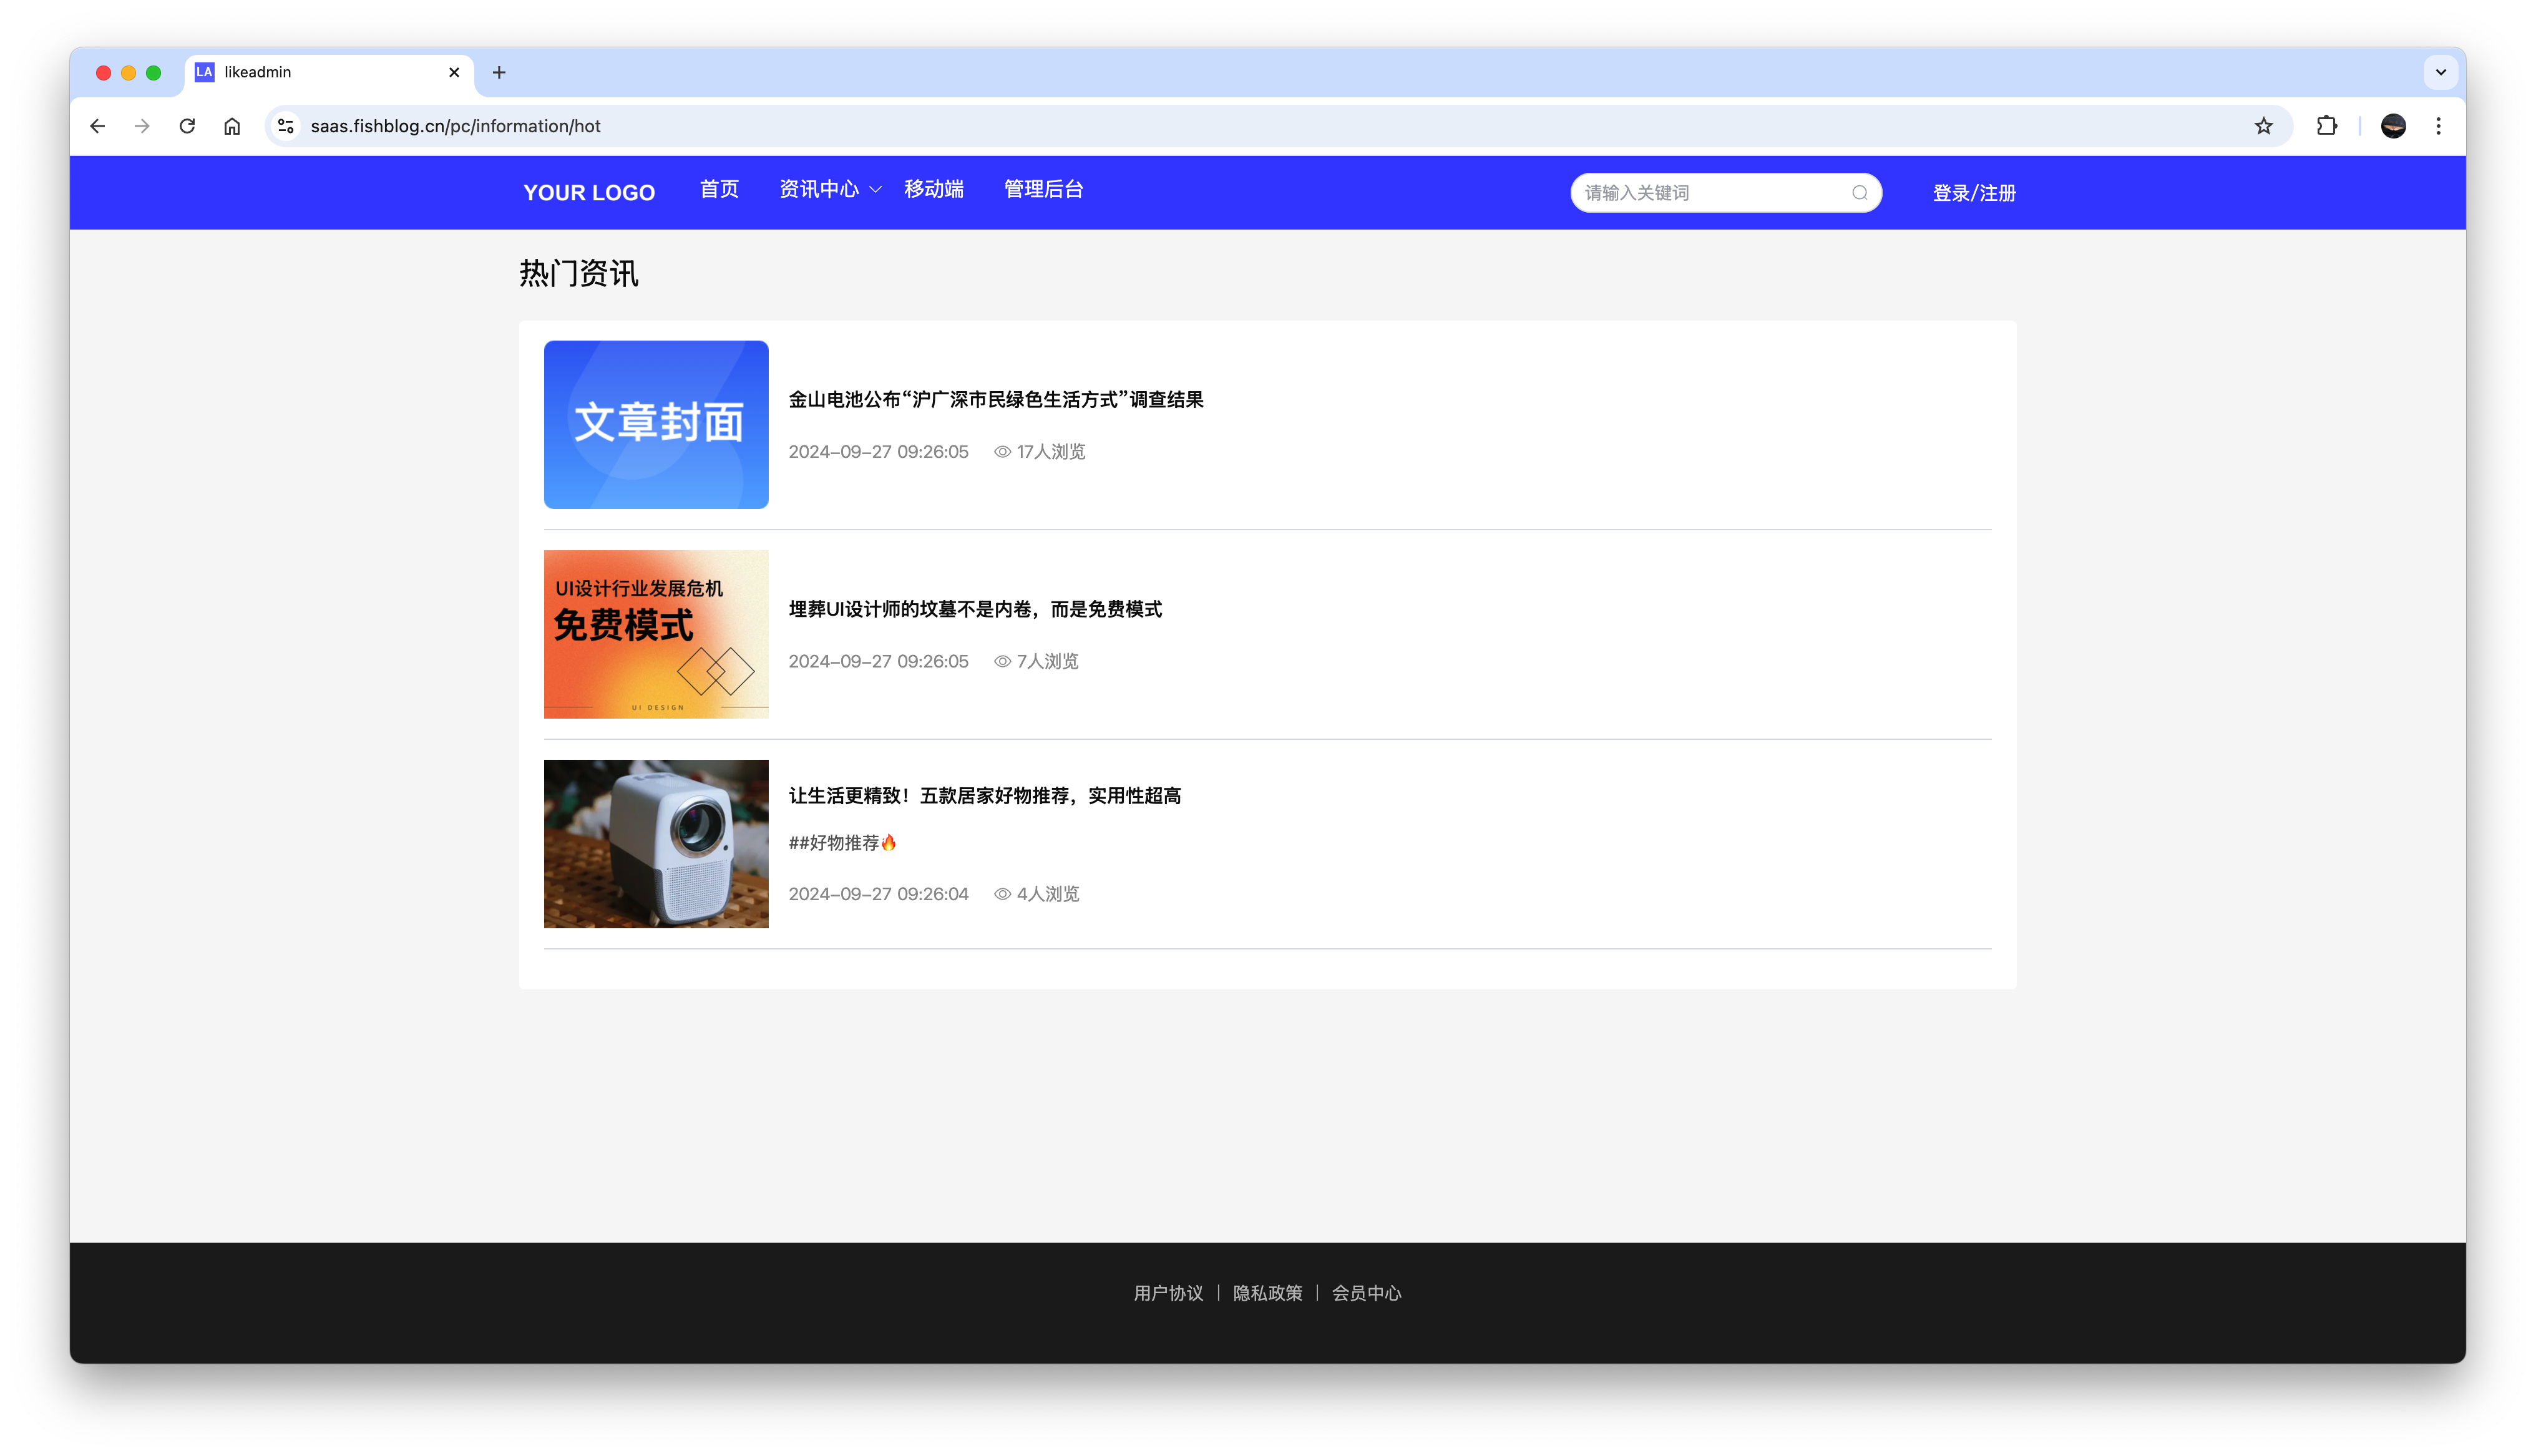 LA likeadmin
saas.fishblog.cn/pc/information/hot
YOUR LOGO 首页 资讯中心 移动端 管理后台 请输入关键词 登录/注册
热门资讯
文章封面
金山电池公布“沪广深市民绿色生活方式”调查结果
2024-09-27 09:26:05 17人浏览
UI设计行业发展危机
免费模式
UI DESIGN
埋葬UI设计师的坟墓不是内卷，而是免费模式
2024-09-27 09:26:05 7人浏览
让生活更精致！五款居家好物推荐，实用性超高
##好物推荐🔥
2024-09-27 09:26:04 4人浏览
用户协议 | 隐私政策 | 会员中心